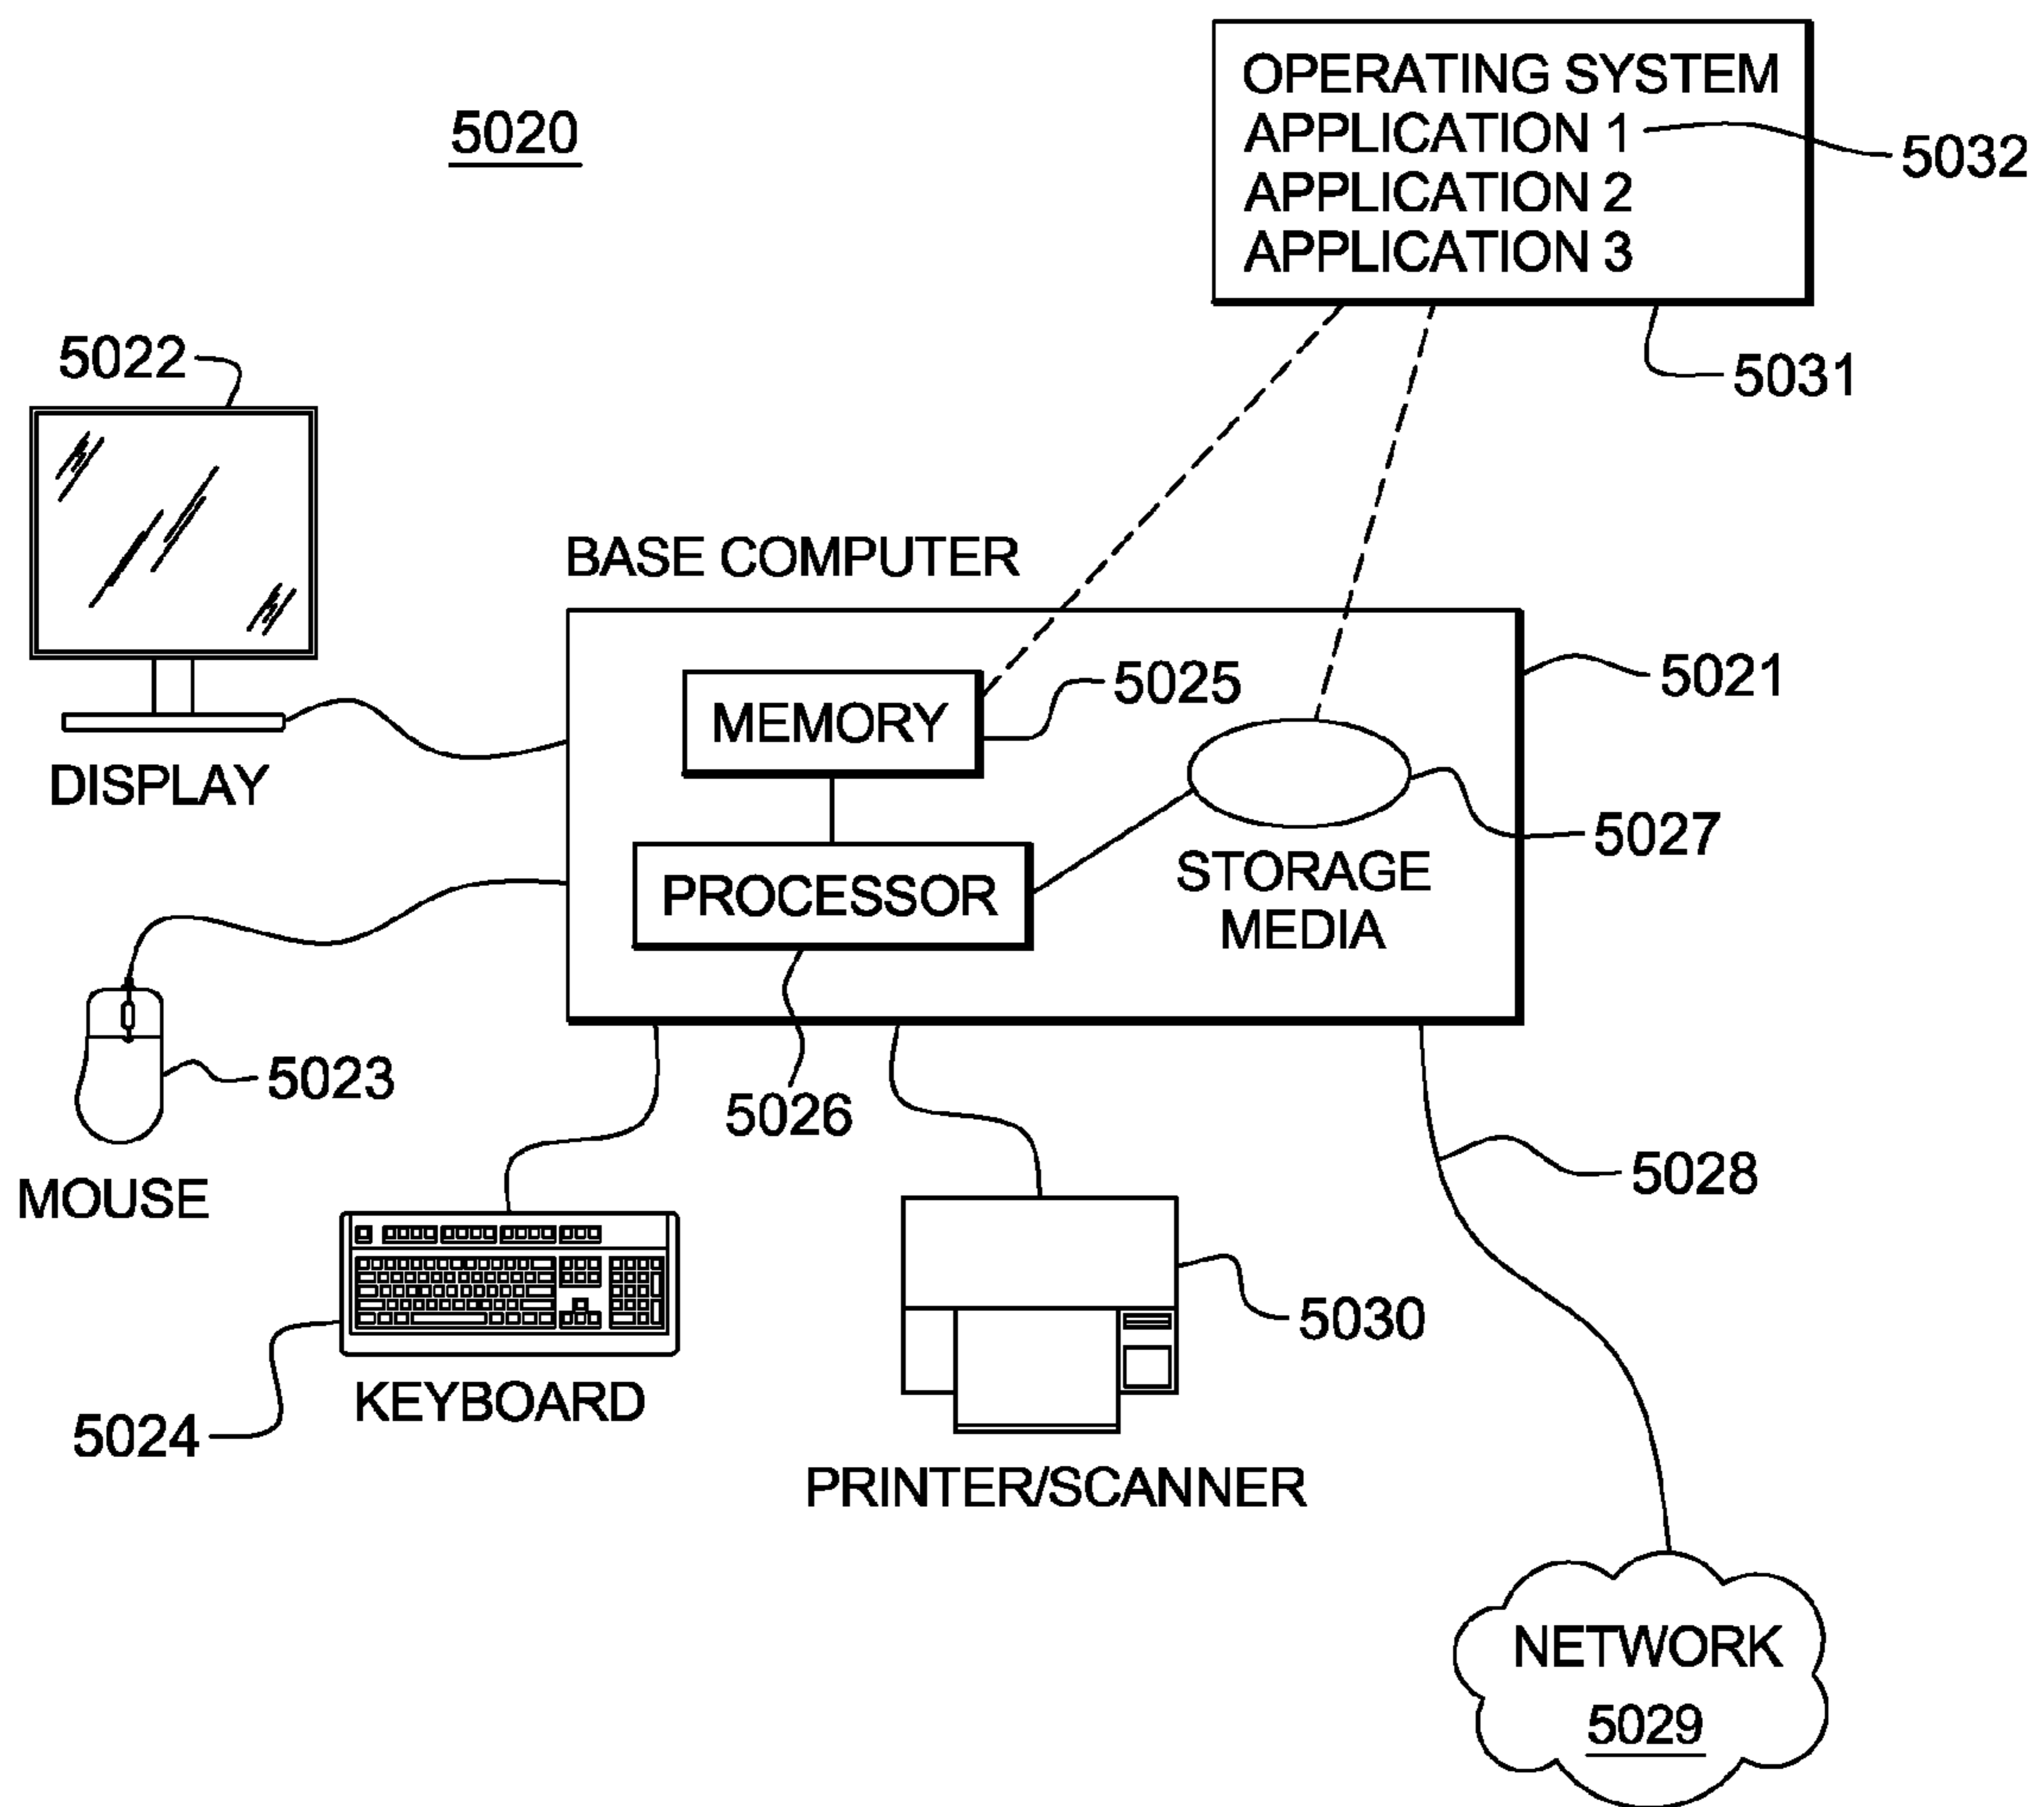 5020
OPERATING SYSTEM
APPLICATION 1
APPLICATION 2
APPLICATION 3
5032
5031
5022
DISPLAY
BASE COMPUTER
5021
MEMORY
5025
PROCESSOR
5026
STORAGE
MEDIA
5027
5023
MOUSE
5024
KEYBOARD
5030
PRINTER/SCANNER
5028
NETWORK
5029